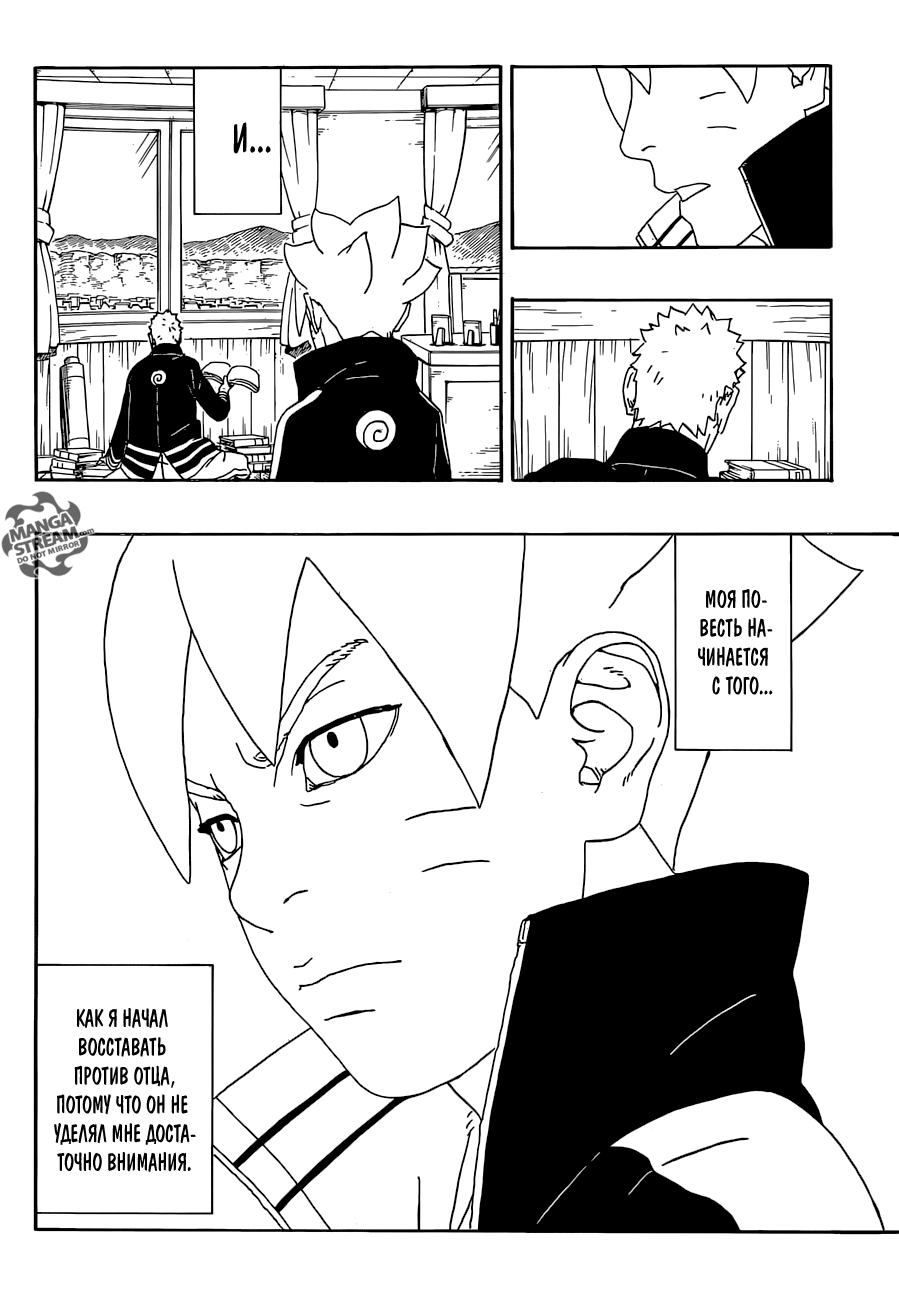 И...
MANGA
STREAM.com
DO NOT MIRROR
МОЯ ПО-
ВЕСТЬ НА-
ЧИНАЕТСЯ
С ТОГО...
КАК Я НАЧАЛ
ВОССТАВАТЬ
ПРОТИВ ОТЦА,
ПОТОМУ ЧТО ОН НЕ
УДЕЛЯЛ МНЕ ДОСТА-
ТОЧНО ВНИМАНИЯ.